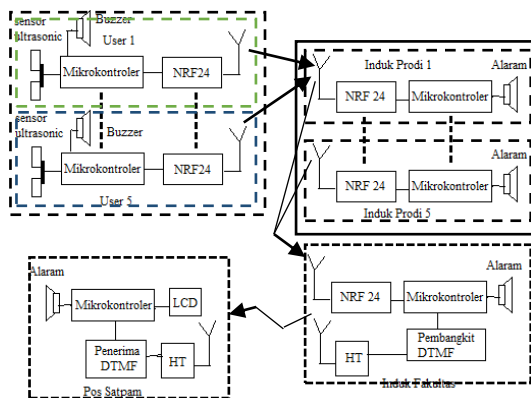 sensor
ultrasonic
Buzzer
User 1
Mikrokontroler
NRF24
sensor
ultrasonic
Buzzer
Mikrokontroler
NRF24
User 5
Induk Prodi 1
Alaram
NRF 24
Mikrokontroler
Alaram
NRF 24
Mikrokontroler
Induk Prodi 5
Alaram
Mikrokontroler
LCD
Penerima
DTMF
HT
Pos Satpam
Alaram
NRF 24
Mikrokontroler
HT
Pembangkit
DTMF
Induk Fakultas